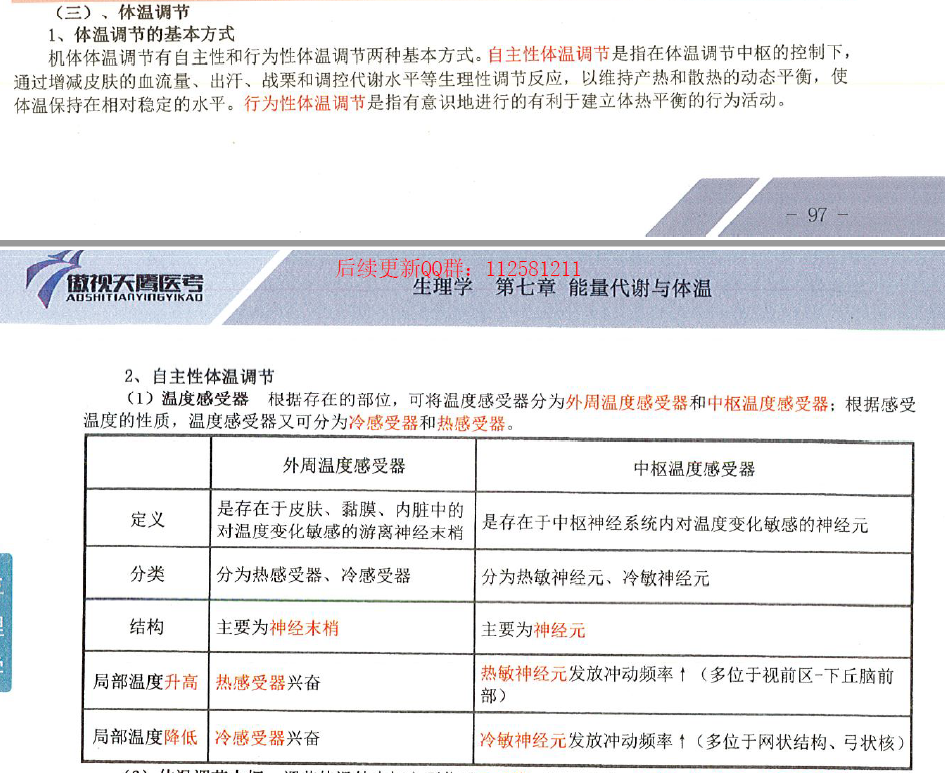 (三)、体温调节
1、体温调节的基本方式
机体体温调节有自主性和行为性体温调节两种基本方式。自主性体温调节是指在体温调节中枢的控制下，
通过增减皮肤的血流量、出汗、战栗和调控代谢水平等生理性调节反应，以维持产热和散热的动态平衡，使
体温保持在相对稳定的水平。行为性体温调节是指有意识地进行的有利于建立体热平衡的行为活动。
- 97 -
傲视天鹰医考
AOSHITIANYINGYIKAO
后续更新QQ群：112581211
生理学 第七章 能量代谢与体温
2、自主性体温调节
(1)温度感受器 根据存在的部位，可将温度感受器分为外周温度感受器和中枢温度感受器；根据感受
温度的性质，温度感受器又可分为冷感受器和热感受器。
外周温度感受器 中枢温度感受器
定义
是存在于皮肤、黏膜、内脏中的
对温度变化敏感的游离神经末梢
是存在于中枢神经系统内对温度变化敏感的神经元
分类 分为热感受器、冷感受器 分为热敏神经元、冷敏神经元
结构 主要为神经末梢 主要为神经元
局部温度升高 热感受器兴奋
热敏神经元发放冲动频率↑（多位于视前区-下丘脑前
部）
局部温度降低 冷感受器兴奋 冷敏神经元发放冲动频率↑（多位于网状结构、弓状核）